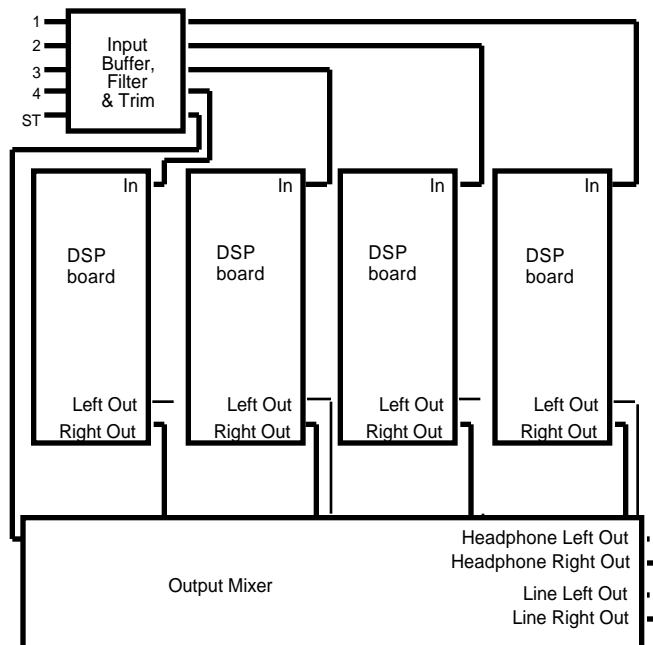 1
2
3
4
ST
Input
Buffer,
Filter
& Trim
In
In
In
In
DSP
board
DSP
board
DSP
board
DSP
board
Left Out
Right Out
Left Out
Right Out
Left Out
Right Out
Left Out
Right Out
Output Mixer
Headphone Left Out
Headphone Right Out
Line Left Out
Line Right Out